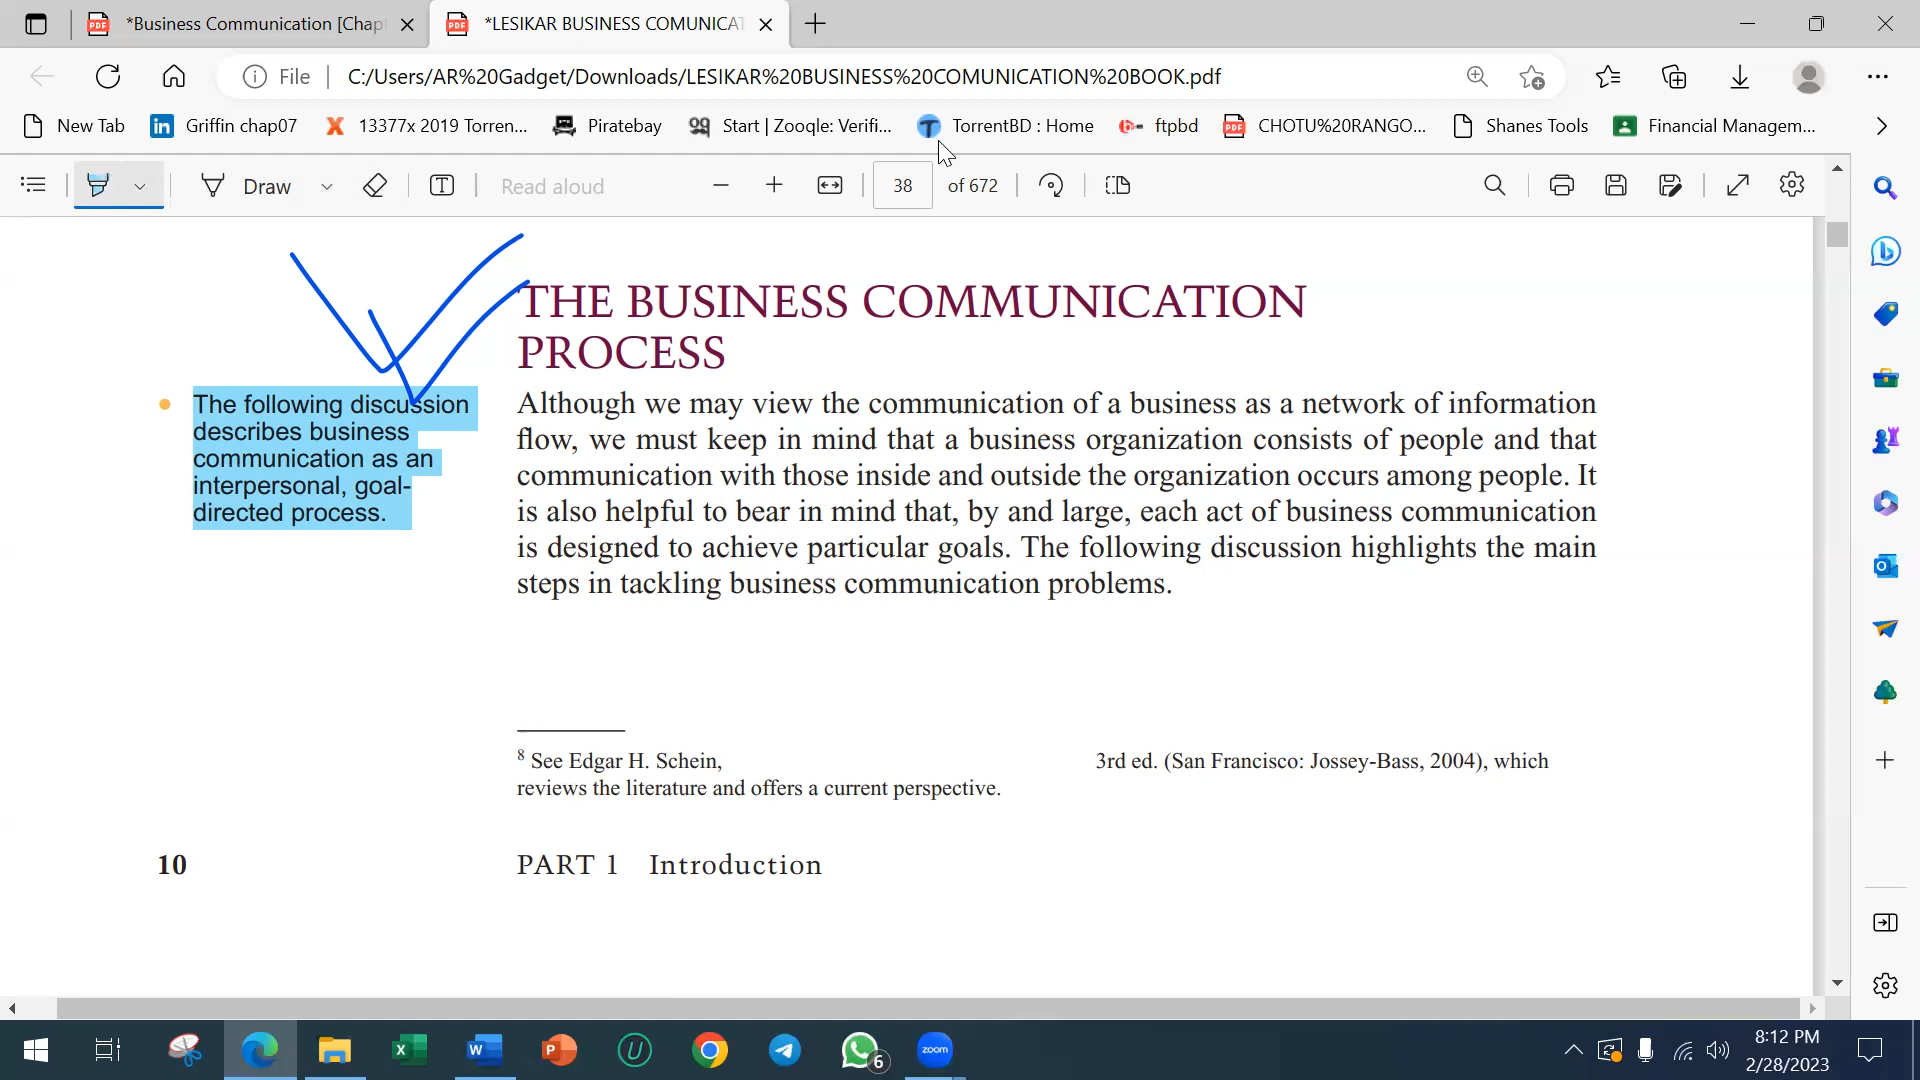 *Business Communication [Chap
*LESIKAR BUSINESS COMUNICAT
File
C:/Users/AR%20Gadget/Downloads/LESIKAR%20BUSINESS%20COMUNICATION%20BOOK.pdf
New Tab
Griffin chap07
13377x 2019 Torren...
Piratebay
Start | Zooqle: Verifi...
TorrentBD : Home
ftpbd
CHOTU%20RANGO...
Shanes Tools
Financial Managem...
Draw
Read aloud
38 of 672
THE BUSINESS COMMUNICATION
PROCESS
The following discussion
describes business
communication as an
interpersonal, goal-
directed process.
Although we may view the communication of a business as a network of information
flow, we must keep in mind that a business organization consists of people and that
communication with those inside and outside the organization occurs among people. It
is also helpful to bear in mind that, by and large, each act of business communication
is designed to achieve particular goals. The following discussion highlights the main
steps in tackling business communication problems.
8 See Edgar H. Schein, 3rd ed. (San Francisco: Jossey-Bass, 2004), which
reviews the literature and offers a current perspective.
10 PART 1 Introduction
zoom
6
8:12 PM
2/28/2023